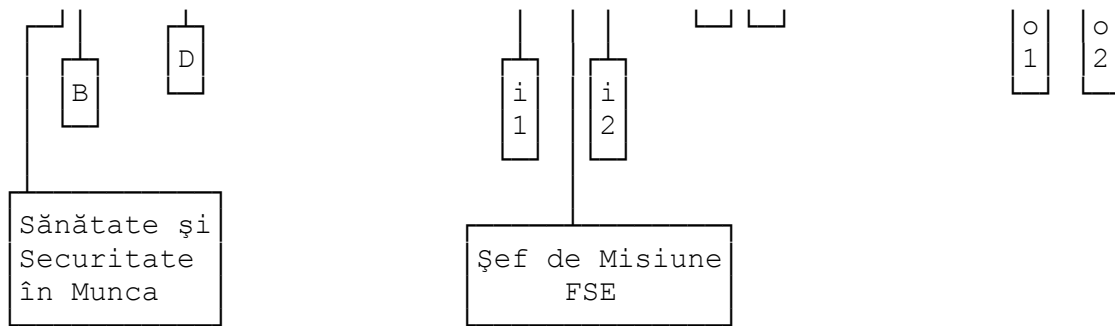 o
1
o
2
D
B
i
1
i
2
Sănătate şi
Securitate
în Munca
Şef de Misiune
FSE